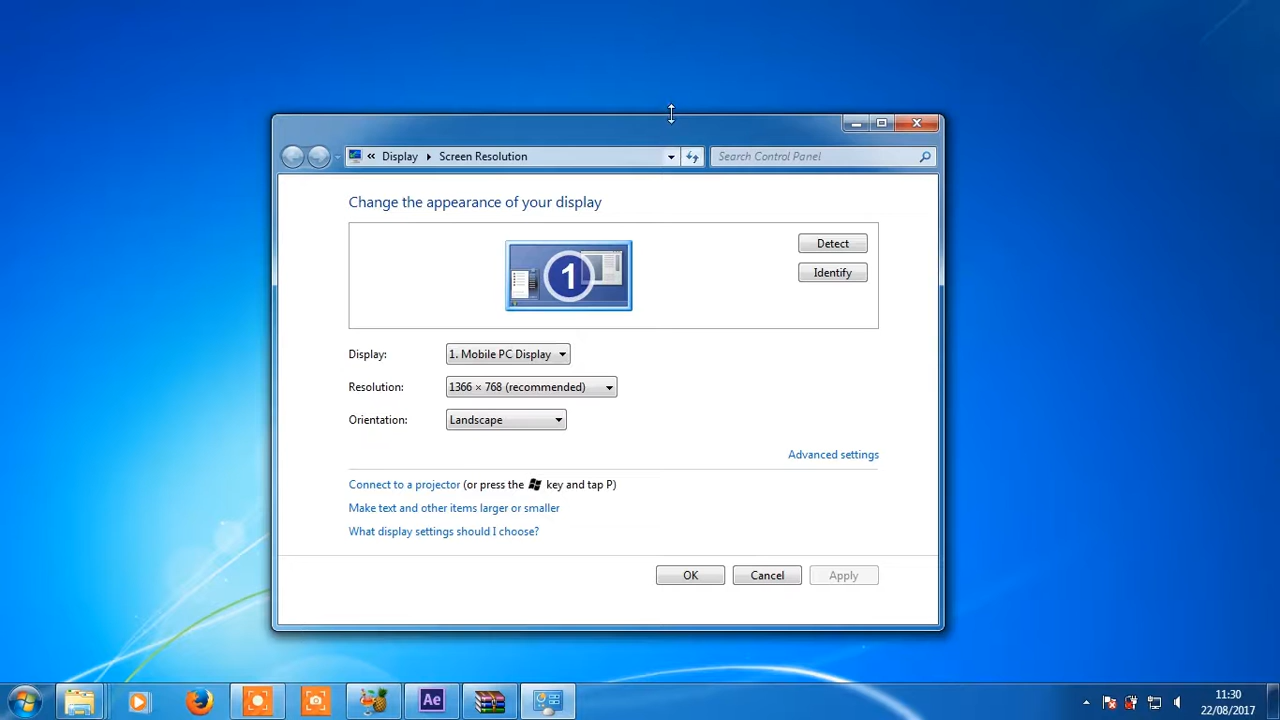 « Display ▸ Screen Resolution
Search Control Panel
Change the appearance of your display
1
Detect
Identify
Display: 1. Mobile PC Display
Resolution: 1366 × 768 (recommended)
Orientation: Landscape
Advanced settings
Connect to a projector (or press the key and tap P)
Make text and other items larger or smaller
What display settings should I choose?
OK Cancel Apply
Ae
11:30
22/08/2017